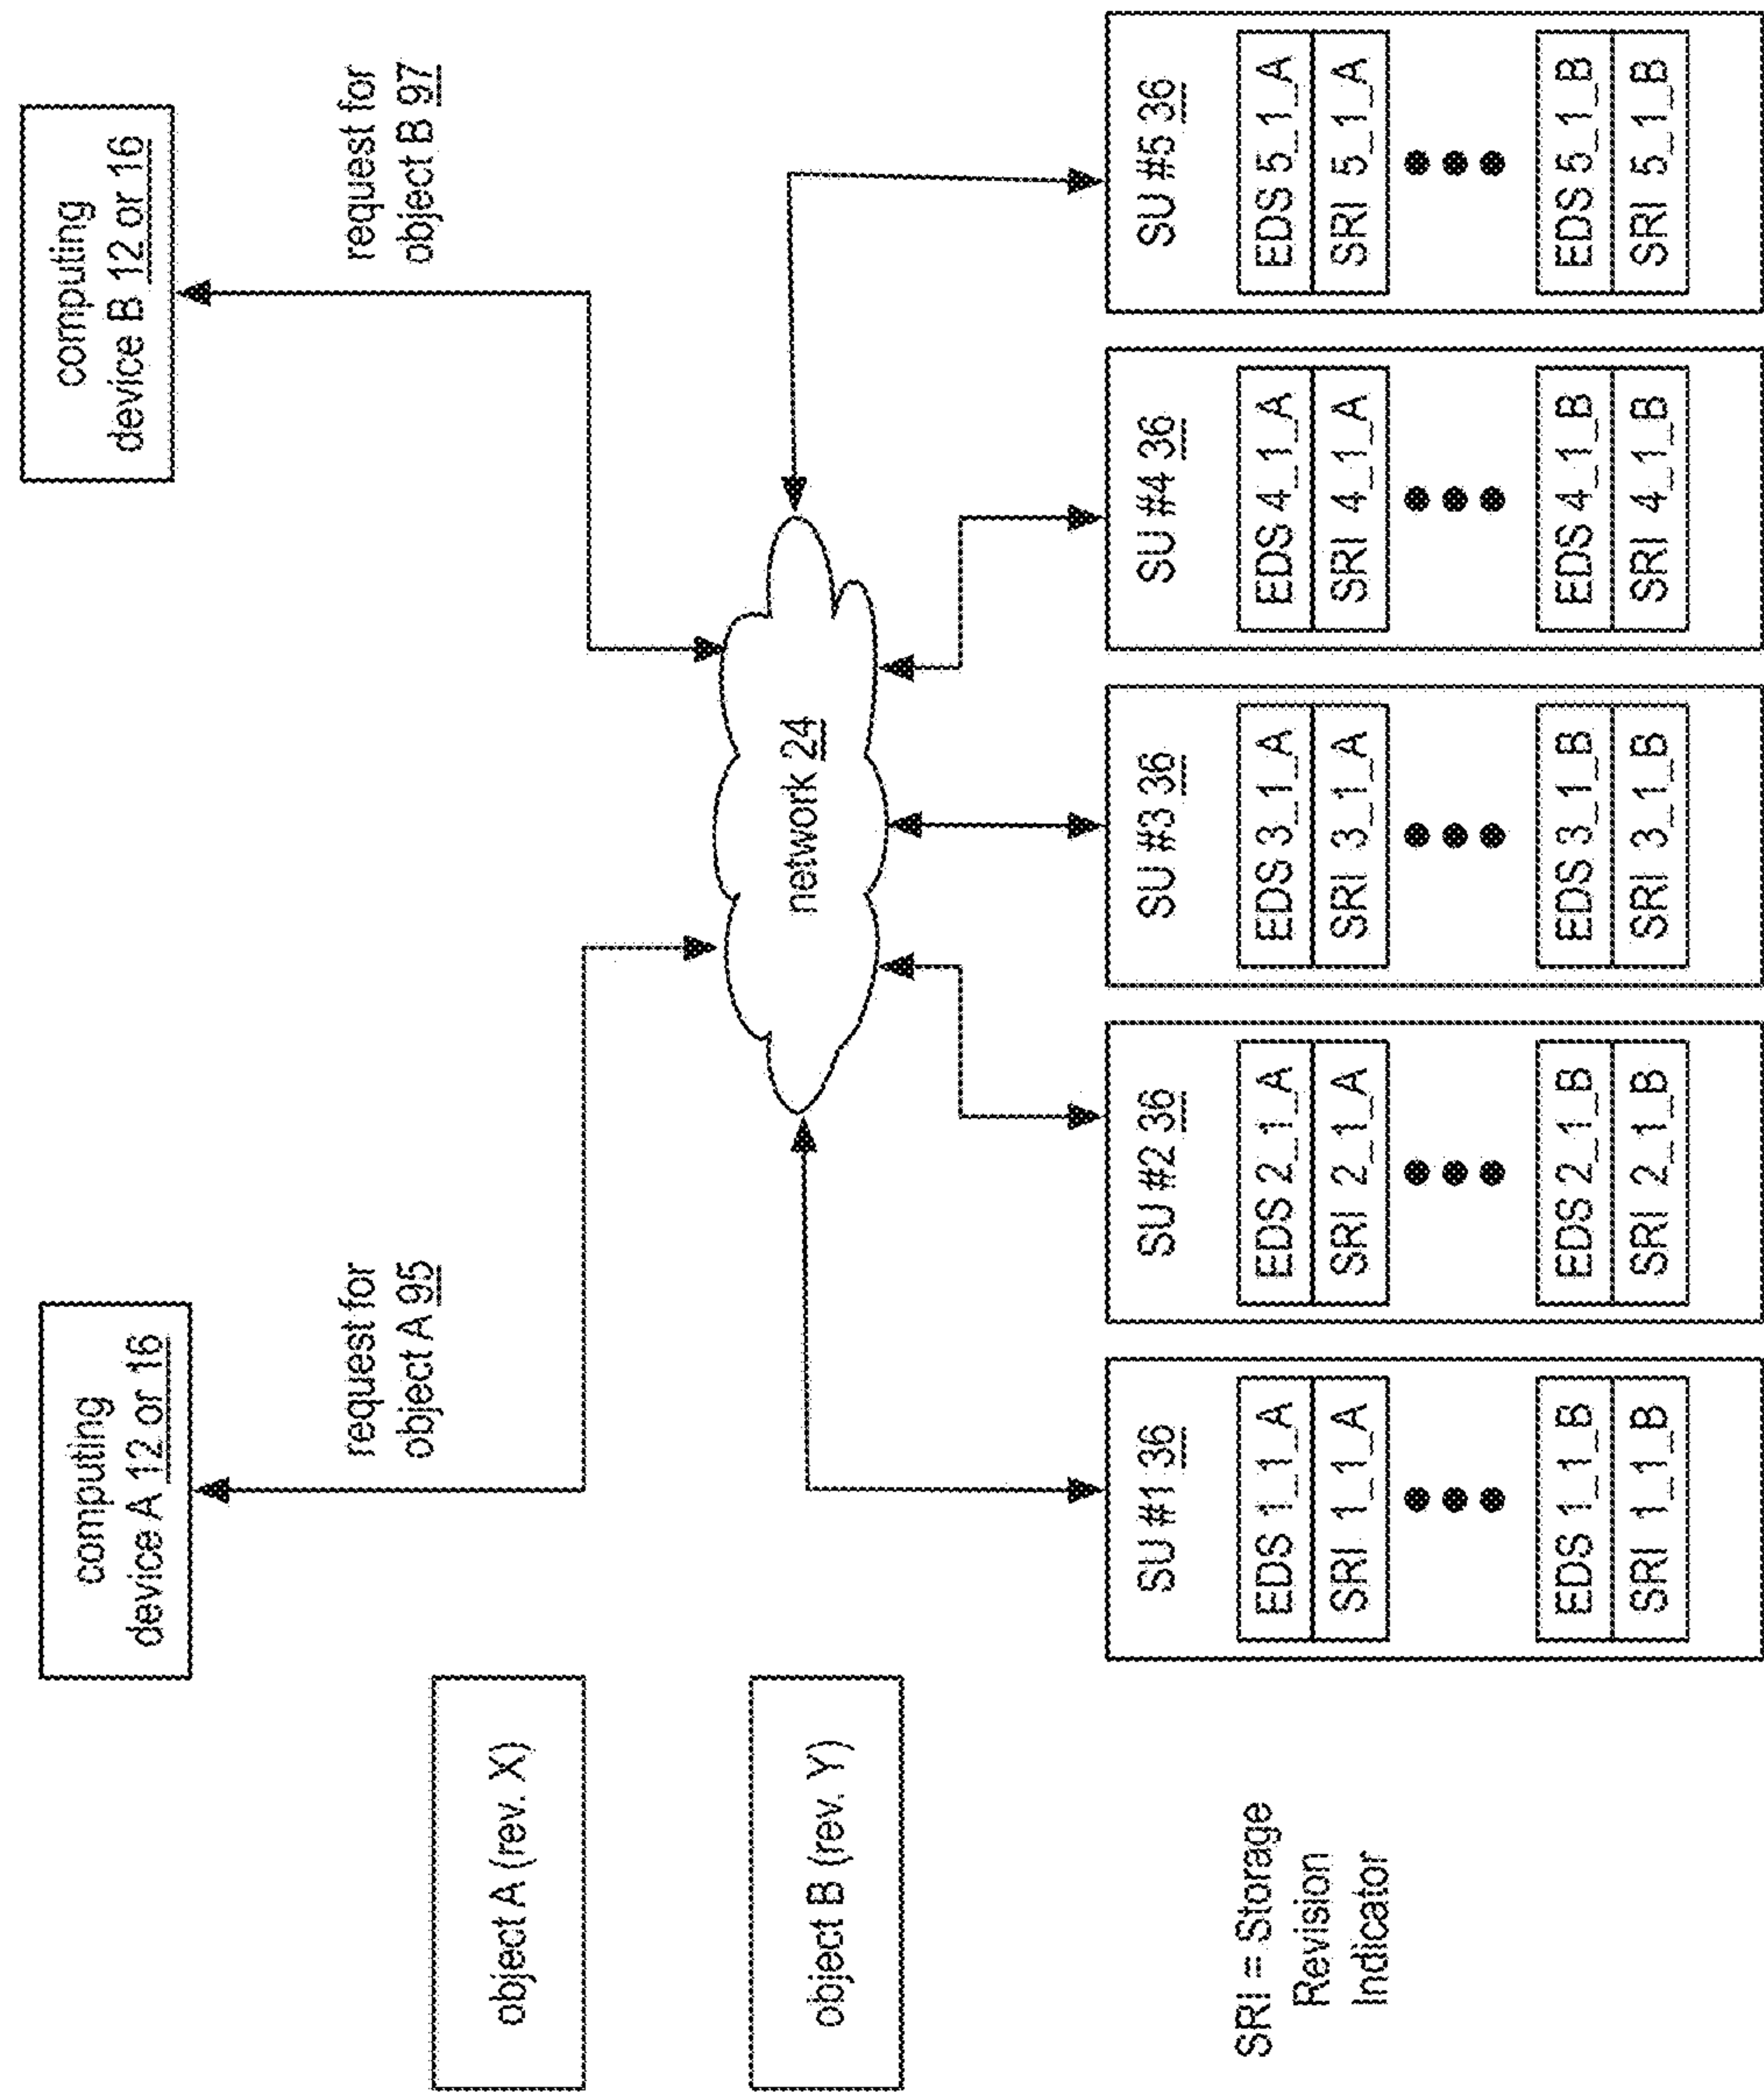 computing
device A 12 or 16
computing
device B 12 or 16
request for
object A 95
request for
object B 97
object A (rev. X)
object B (rev. Y)
network 24
SRI = Storage
Revision
Indicator
SU #1 36
EDS 1_1_A
SRI 1_1_A
EDS 1_1_B
SRI 1_1_B
SU #2 36
EDS 2_1_A
SRI 2_1_A
EDS 2_1_B
SRI 2_1_B
SU #3 36
EDS 3_1_A
SRI 3_1_A
EDS 3_1_B
SRI 3_1_B
SU #4 36
EDS 4_1_A
SRI 4_1_A
EDS 4_1_B
SRI 4_1_B
SU #5 36
EDS 5_1_A
SRI 5_1_A
EDS 5_1_B
SRI 5_1_B